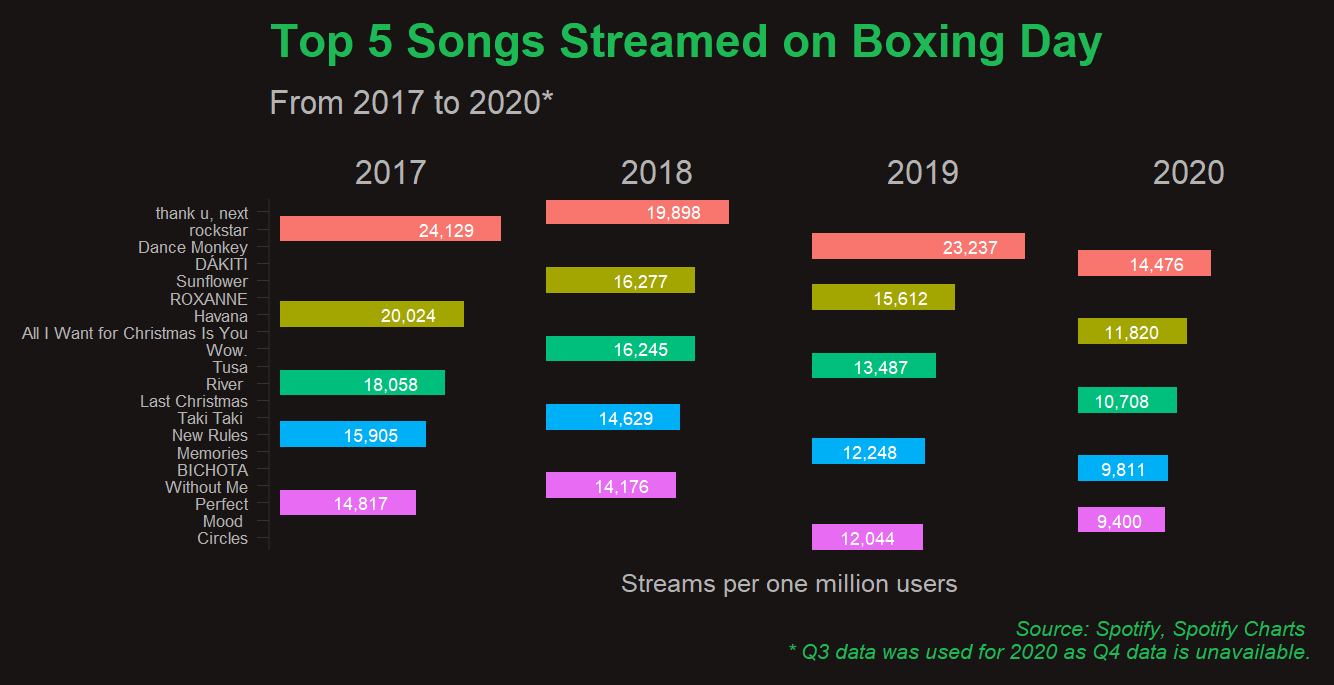 Top 5 Songs Streamed on Boxing Day
From 2017 to 2020*
2017 2018 2019 2020
thank u, next 19,898
rockstar 24,129
Dance Monkey 23,237
DÁKITI 14,476
Sunflower 16,277
ROXANNE 15,612
Havana 20,024
All I Want for Christmas Is You 11,820
Wow. 16,245
Tusa 13,487
River 18,058
Last Christmas 10,708
Taki Taki 14,629
New Rules 15,905
Memories 12,248
BICHOTA 9,811
Without Me 14,176
Perfect 14,817
Mood 9,400
Circles 12,044
Streams per one million users
Source: Spotify, Spotify Charts
* Q3 data was used for 2020 as Q4 data is unavailable.